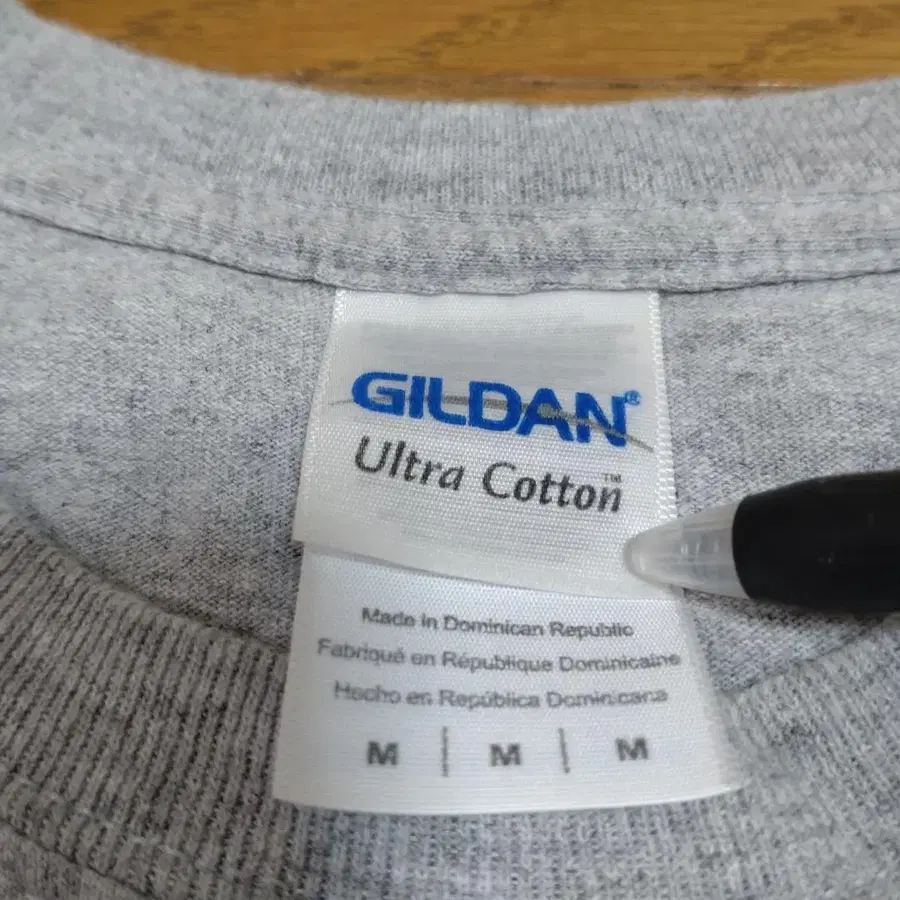 GILDAN®
Ultra Cotton™
Made in Dominican Republic
Fabriqué en République Dominicaine
Hecho en República Dominicana
M | M | M